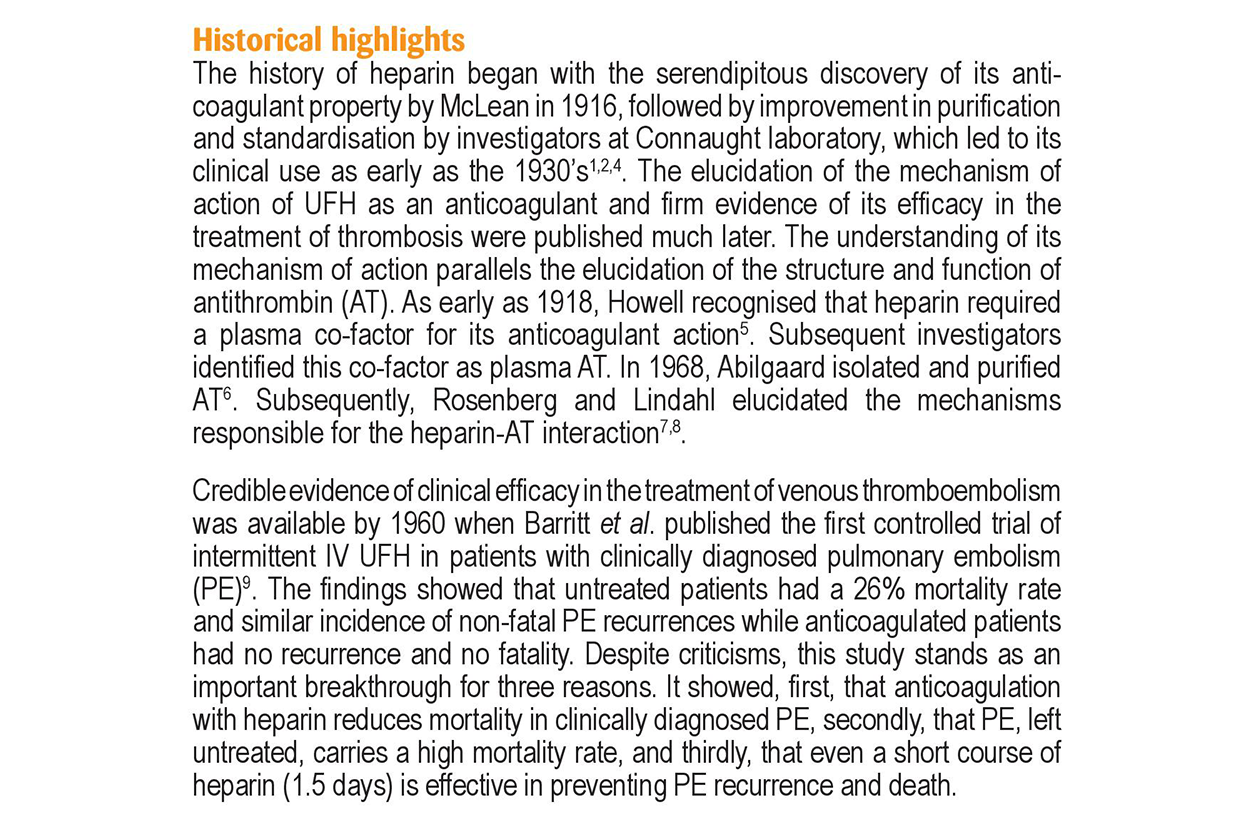 Historical highlights
The history of heparin began with the serendipitous discovery of its anti-
coagulant property by McLean in 1916, followed by improvement in purification
and standardisation by investigators at Connaught laboratory, which led to its
clinical use as early as the 1930’s1,2,4. The elucidation of the mechanism of
action of UFH as an anticoagulant and firm evidence of its efficacy in the
treatment of thrombosis were published much later. The understanding of its
mechanism of action parallels the elucidation of the structure and function of
antithrombin (AT). As early as 1918, Howell recognised that heparin required
a plasma co-factor for its anticoagulant action5. Subsequent investigators
identified this co-factor as plasma AT. In 1968, Abilgaard isolated and purified
AT6. Subsequently, Rosenberg and Lindahl elucidated the mechanisms
responsible for the heparin-AT interaction7,8.
Credible evidence of clinical efficacy in the treatment of venous thromboembolism
was available by 1960 when Barritt et al. published the first controlled trial of
intermittent IV UFH in patients with clinically diagnosed pulmonary embolism
(PE)9. The findings showed that untreated patients had a 26% mortality rate
and similar incidence of non-fatal PE recurrences while anticoagulated patients
had no recurrence and no fatality. Despite criticisms, this study stands as an
important breakthrough for three reasons. It showed, first, that anticoagulation
with heparin reduces mortality in clinically diagnosed PE, secondly, that PE, left
untreated, carries a high mortality rate, and thirdly, that even a short course of
heparin (1.5 days) is effective in preventing PE recurrence and death.